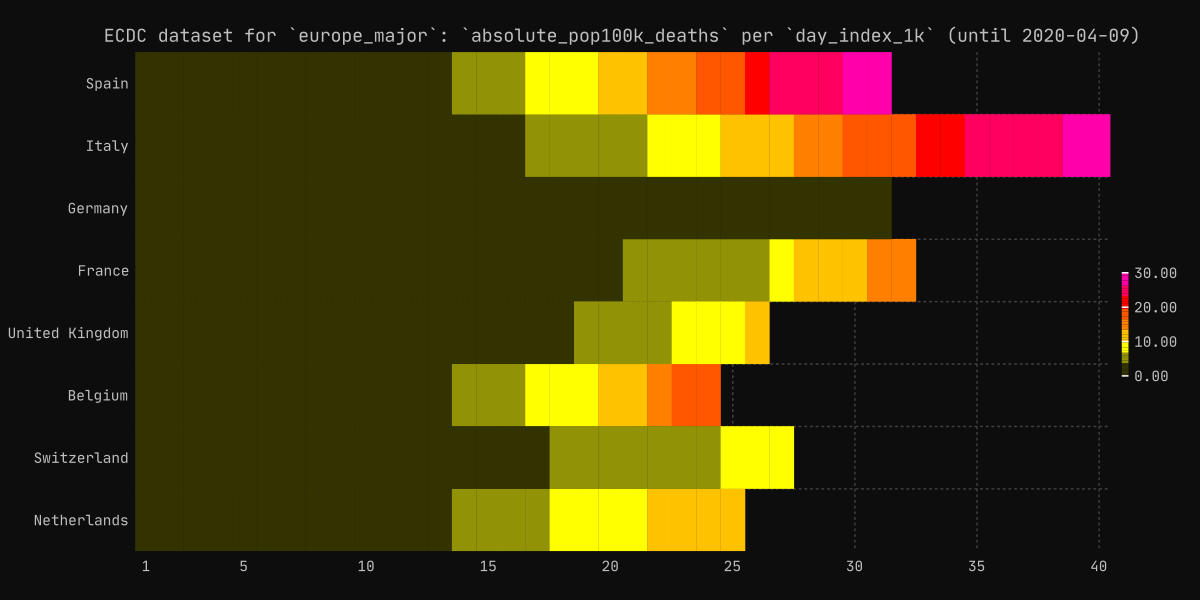 ECDC dataset for `europe_major`: `absolute_pop100k_deaths` per `day_index_1k` (until 2020-04-09)
Spain
Italy
Germany
France
United Kingdom
Belgium
Switzerland
Netherlands
30.00
20.00
10.00
0.00
1 5 10 15 20 25 30 35 40